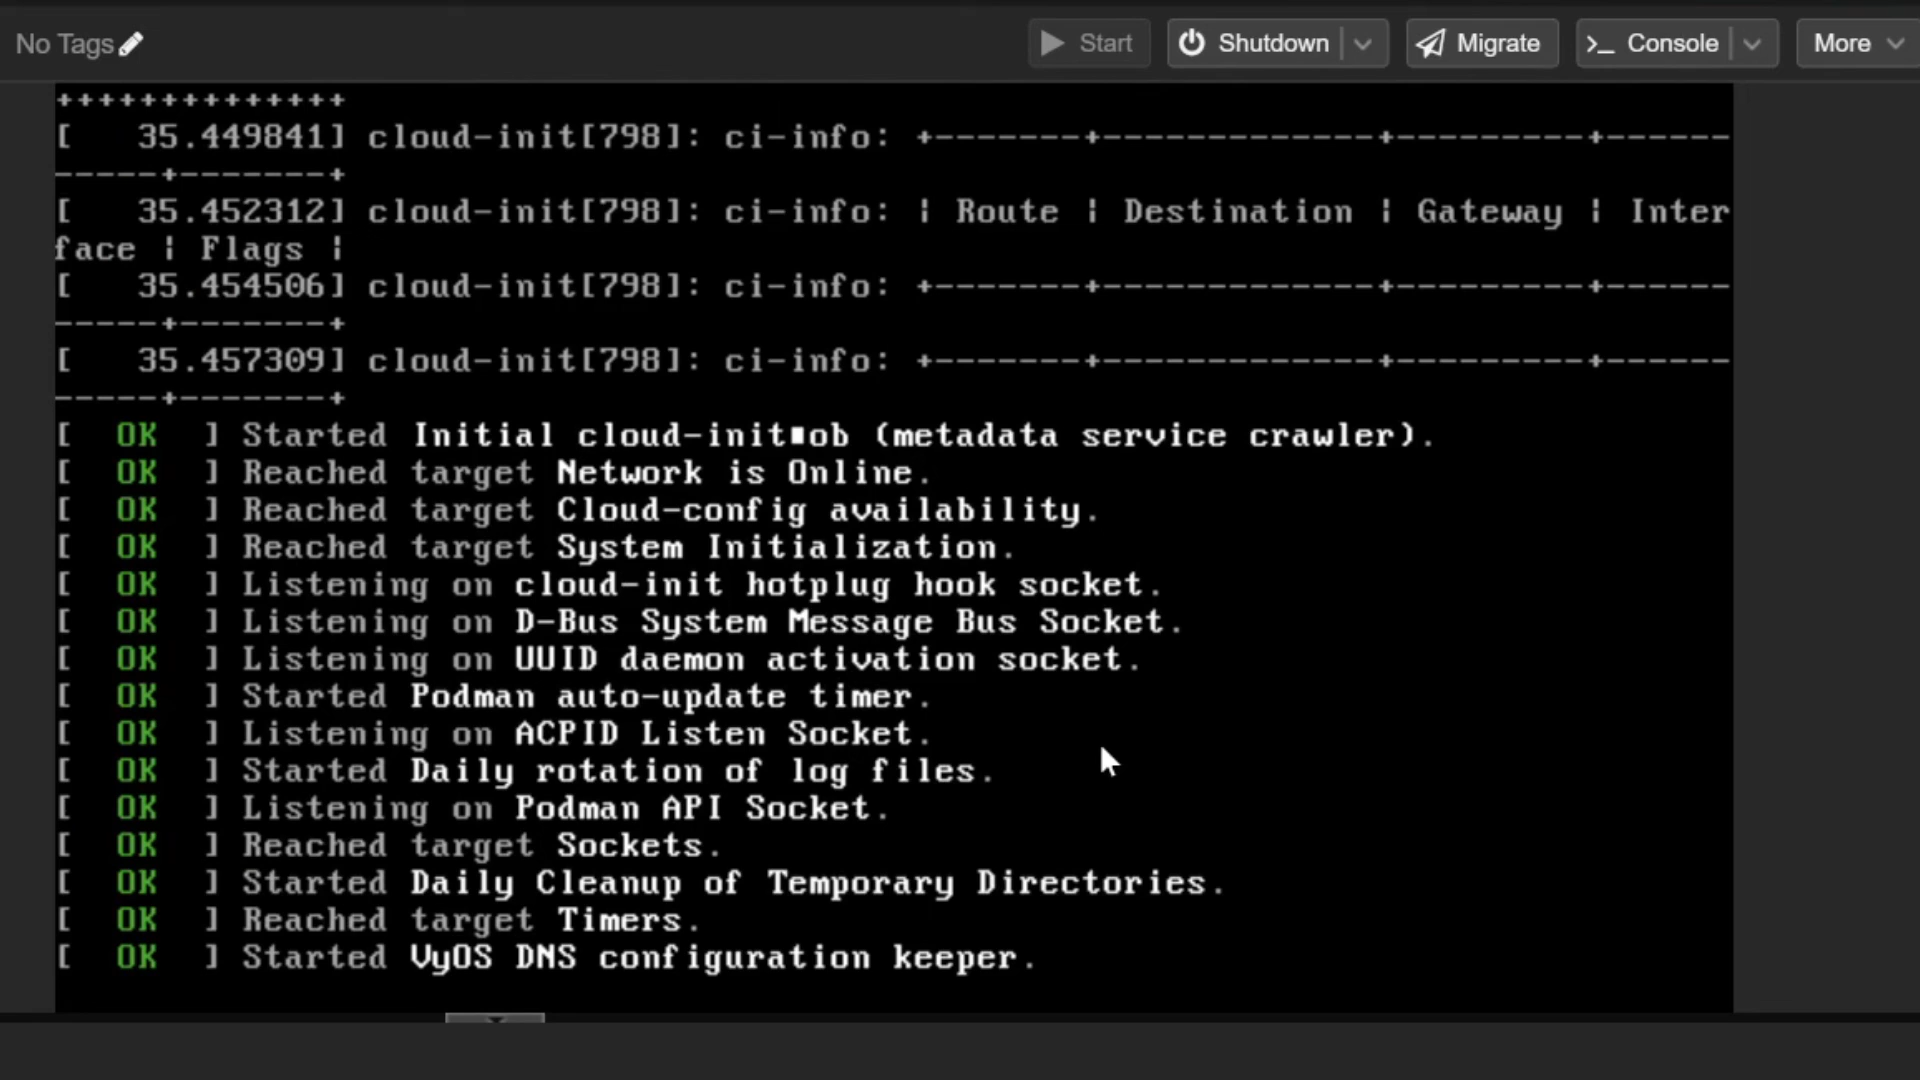 No Tags
Start
Shutdown
Migrate
>_ Console
More
++++++++++++++
[   35.449841] cloud-init[798]: ci-info: +-------+-------------+---------+------
-----+-------+
[   35.452312] cloud-init[798]: ci-info: | Route | Destination | Gateway | Inter
face | Flags |
[   35.454506] cloud-init[798]: ci-info: +-------+-------------+---------+------
-----+-------+
[   35.457309] cloud-init[798]: ci-info: +-------+-------------+---------+------
-----+-------+
[  OK  ] Started Initial cloud-init■ob (metadata service crawler).
[  OK  ] Reached target Network is Online.
[  OK  ] Reached target Cloud-config availability.
[  OK  ] Reached target System Initialization.
[  OK  ] Listening on cloud-init hotplug hook socket.
[  OK  ] Listening on D-Bus System Message Bus Socket.
[  OK  ] Listening on UUID daemon activation socket.
[  OK  ] Started Podman auto-update timer.
[  OK  ] Listening on ACPID Listen Socket.
[  OK  ] Started Daily rotation of log files.
[  OK  ] Listening on Podman API Socket.
[  OK  ] Reached target Sockets.
[  OK  ] Started Daily Cleanup of Temporary Directories.
[  OK  ] Reached target Timers.
[  OK  ] Started VyOS DNS configuration keeper.